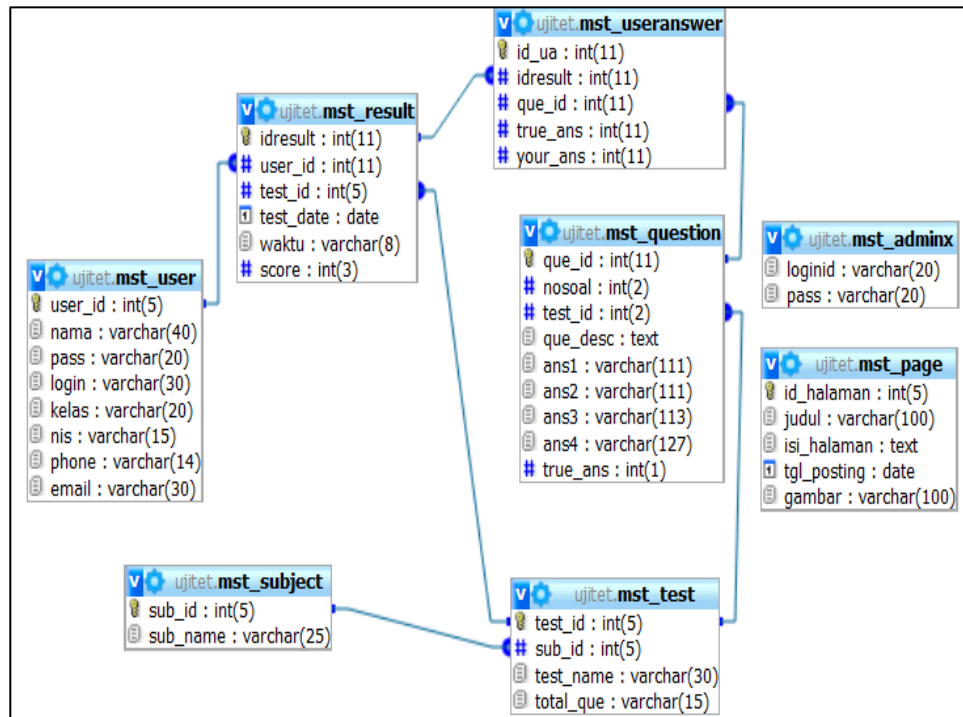 ujitet.mst_useranswer
id_ua : int(11)
idresult : int(11)
que_id : int(11)
true_ans : int(11)
your_ans : int(11)
ujitet.mst_result
idresult : int(11)
user_id : int(11)
test_id : int(5)
test_date : date
waktu : varchar(8)
score : int(3)
ujitet.mst_question
que_id : int(11)
nosoal : int(2)
test_id : int(2)
que_desc : text
ans1 : varchar(111)
ans2 : varchar(111)
ans3 : varchar(113)
ans4 : varchar(127)
true_ans : int(1)
ujitet.mst_adminx
loginid : varchar(20)
pass : varchar(20)
ujitet.mst_user
user_id : int(5)
nama : varchar(40)
pass : varchar(20)
login : varchar(30)
kelas : varchar(20)
nis : varchar(15)
phone : varchar(14)
email : varchar(30)
ujitet.mst_page
id_halaman : int(5)
judul : varchar(100)
isi_halaman : text
tgl_posting : date
gambar : varchar(100)
ujitet.mst_subject
sub_id : int(5)
sub_name : varchar(25)
ujitet.mst_test
test_id : int(5)
sub_id : int(5)
test_name : varchar(30)
total_que : varchar(15)